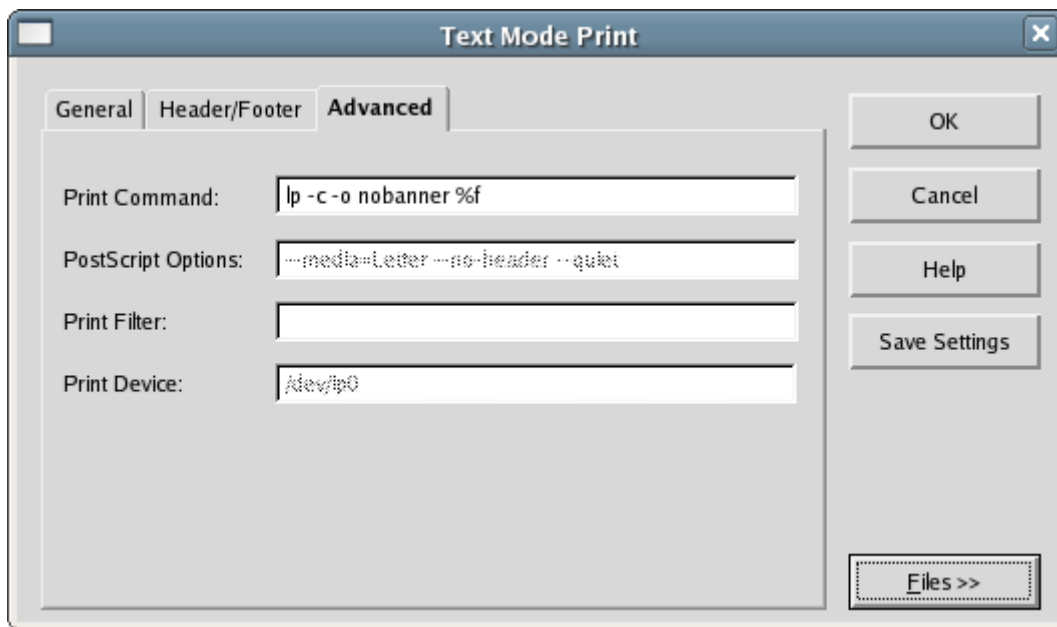 Text Mode Print
General Header/Footer Advanced
OK
Print Command: lp -c -o nobanner %f
Cancel
PostScript Options: --media=Letter --no-header --quiet
Help
Print Filter:
Save Settings
Print Device: /dev/lp0
Files >>